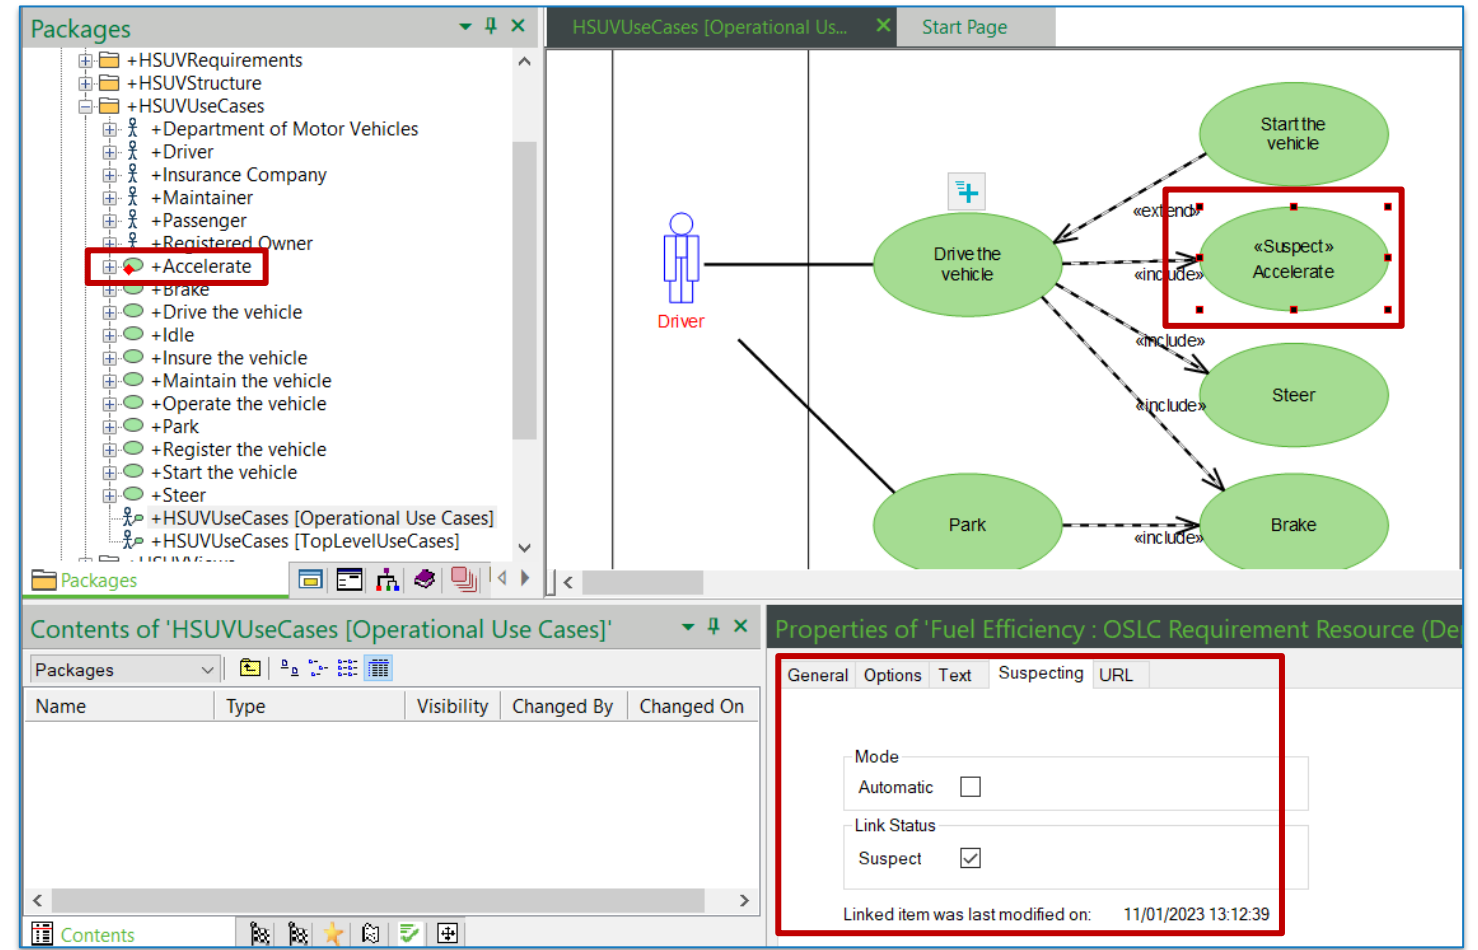 Packages
+HSUVRequirements
+HSUVStructure
+HSUVUseCases
+Department of Motor Vehicles
+Driver
+Insurance Company
+Maintainer
+Passenger
+Registered Owner
+Accelerate
+Brake
+Drive the vehicle
+Idle
+Insure the vehicle
+Maintain the vehicle
+Operate the vehicle
+Park
+Register the vehicle
+Start the vehicle
+Steer
+HSUVUseCases [Operational Use Cases]
+HSUVUseCases [TopLevelUseCases]
+HSUVViews
Packages
HSUVUseCases [Operational Us...
Start Page
Start the
vehicle
«extend»
«Suspect»
Accelerate
Drive the
vehicle
«include»
Driver
«include»
Steer
«include»
Park
«include»
Brake
Contents of 'HSUVUseCases [Operational Use Cases]'
Packages
Name Type Visibility Changed By Changed On
Contents
Properties of 'Fuel Efficiency : OSLC Requirement Resource (De
General Options Text Suspecting URL
Mode
Automatic
Link Status
Suspect
Linked item was last modified on: 11/01/2023 13:12:39